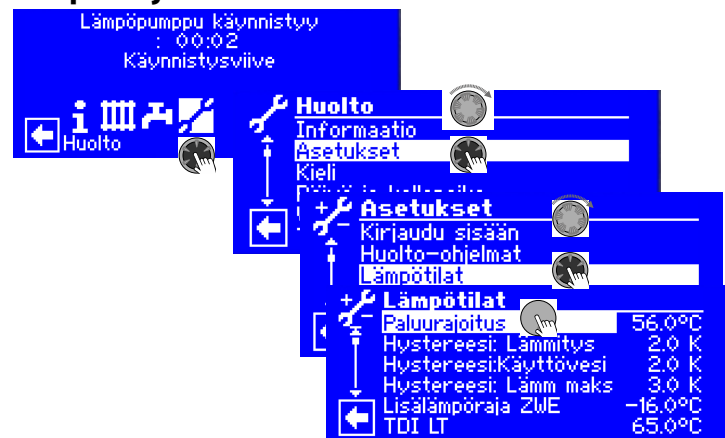 Lämpöpumppu käynnistyy
: 00:02
Käynnistysviive
Huolto
Huolto
Informaatio
Asetukset
Kieli
Asetukset
Kirjaudu sisään
Huolto-ohjelmat
Lämpötilat
Lämpötilat
Paluurajoitus 56.0°C
Hystereesi: Lämmitys 2.0 K
Hystereesi:Käyttövesi 2.0 K
Hystereesi: Lämm maks 3.0 K
Lisälämpöraja ZWE -16.0°C
TDI LT 65.0°C